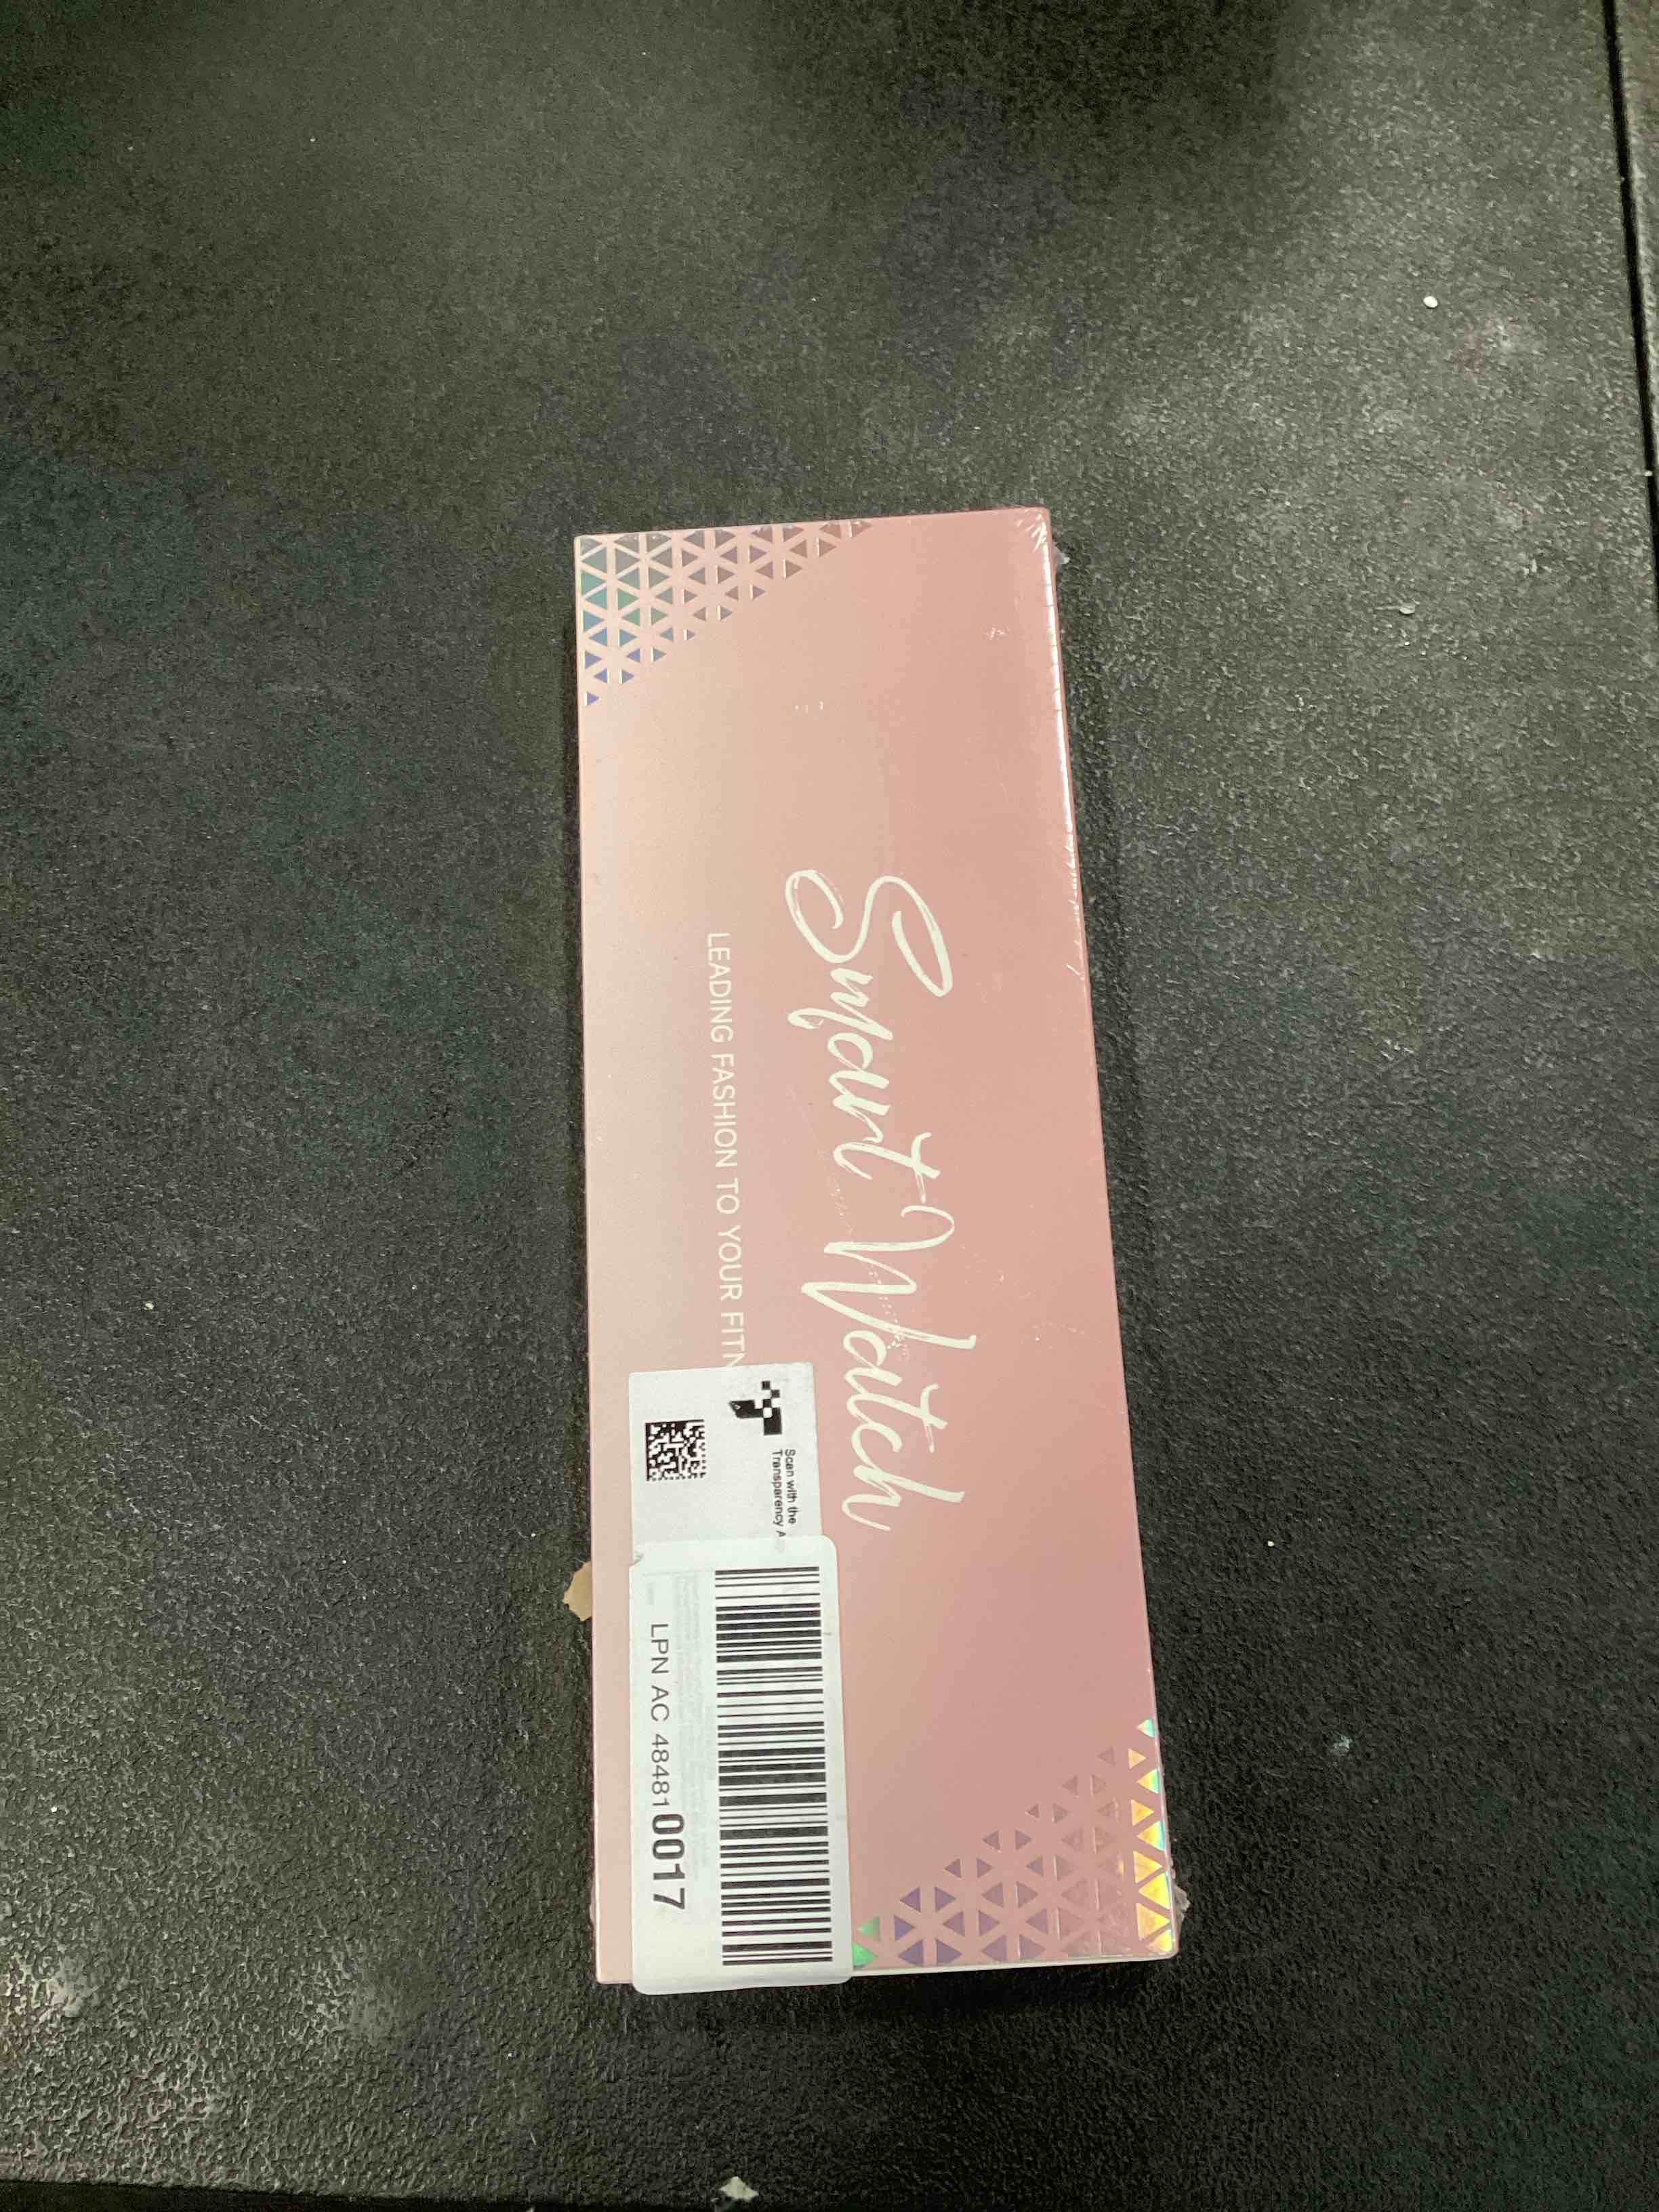 Smart Watch
LEADING FASHION TO YOUR FITN
Scan with the
Transparency A
LPN AC 484810017